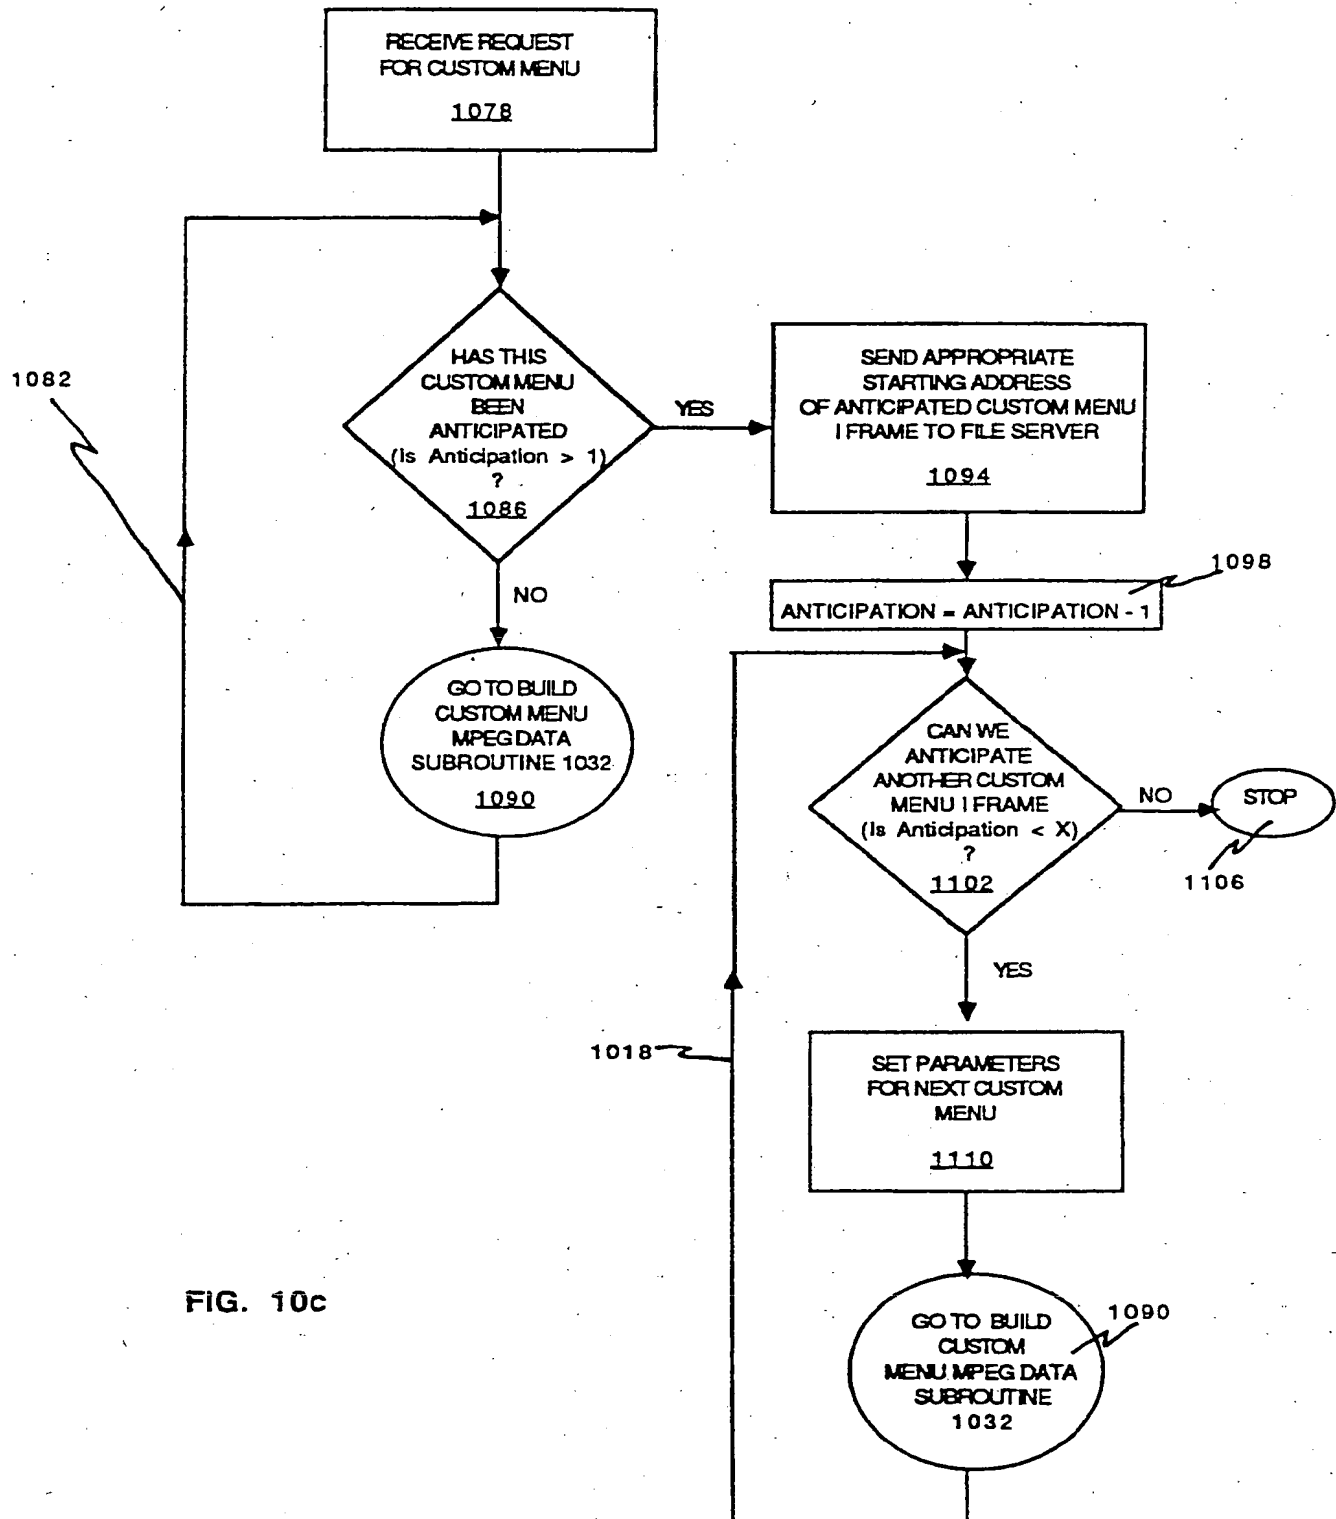 RECEIVE REQUEST
FOR CUSTOM MENU
1078
1082
HAS THIS
CUSTOM MENU
BEEN
ANTICIPATED
(Is Anticipation > 1)
?
1086
YES
SEND APPROPRIATE
STARTING ADDRESS
OF ANTICIPATED CUSTOM MENU
I FRAME TO FILE SERVER
1094
NO
1098
ANTICIPATION = ANTICIPATION - 1
GO TO BUILD
CUSTOM MENU
MPEG DATA
SUBROUTINE 1032
1090
CAN WE
ANTICIPATE
ANOTHER CUSTOM
MENU I FRAME
(Is Anticipation < X)
?
1102
NO
STOP
1106
YES
1018
SET PARAMETERS
FOR NEXT CUSTOM
MENU
1110
FIG. 10c
GO TO BUILD
CUSTOM
MENU MPEG DATA
SUBROUTINE
1032
1090